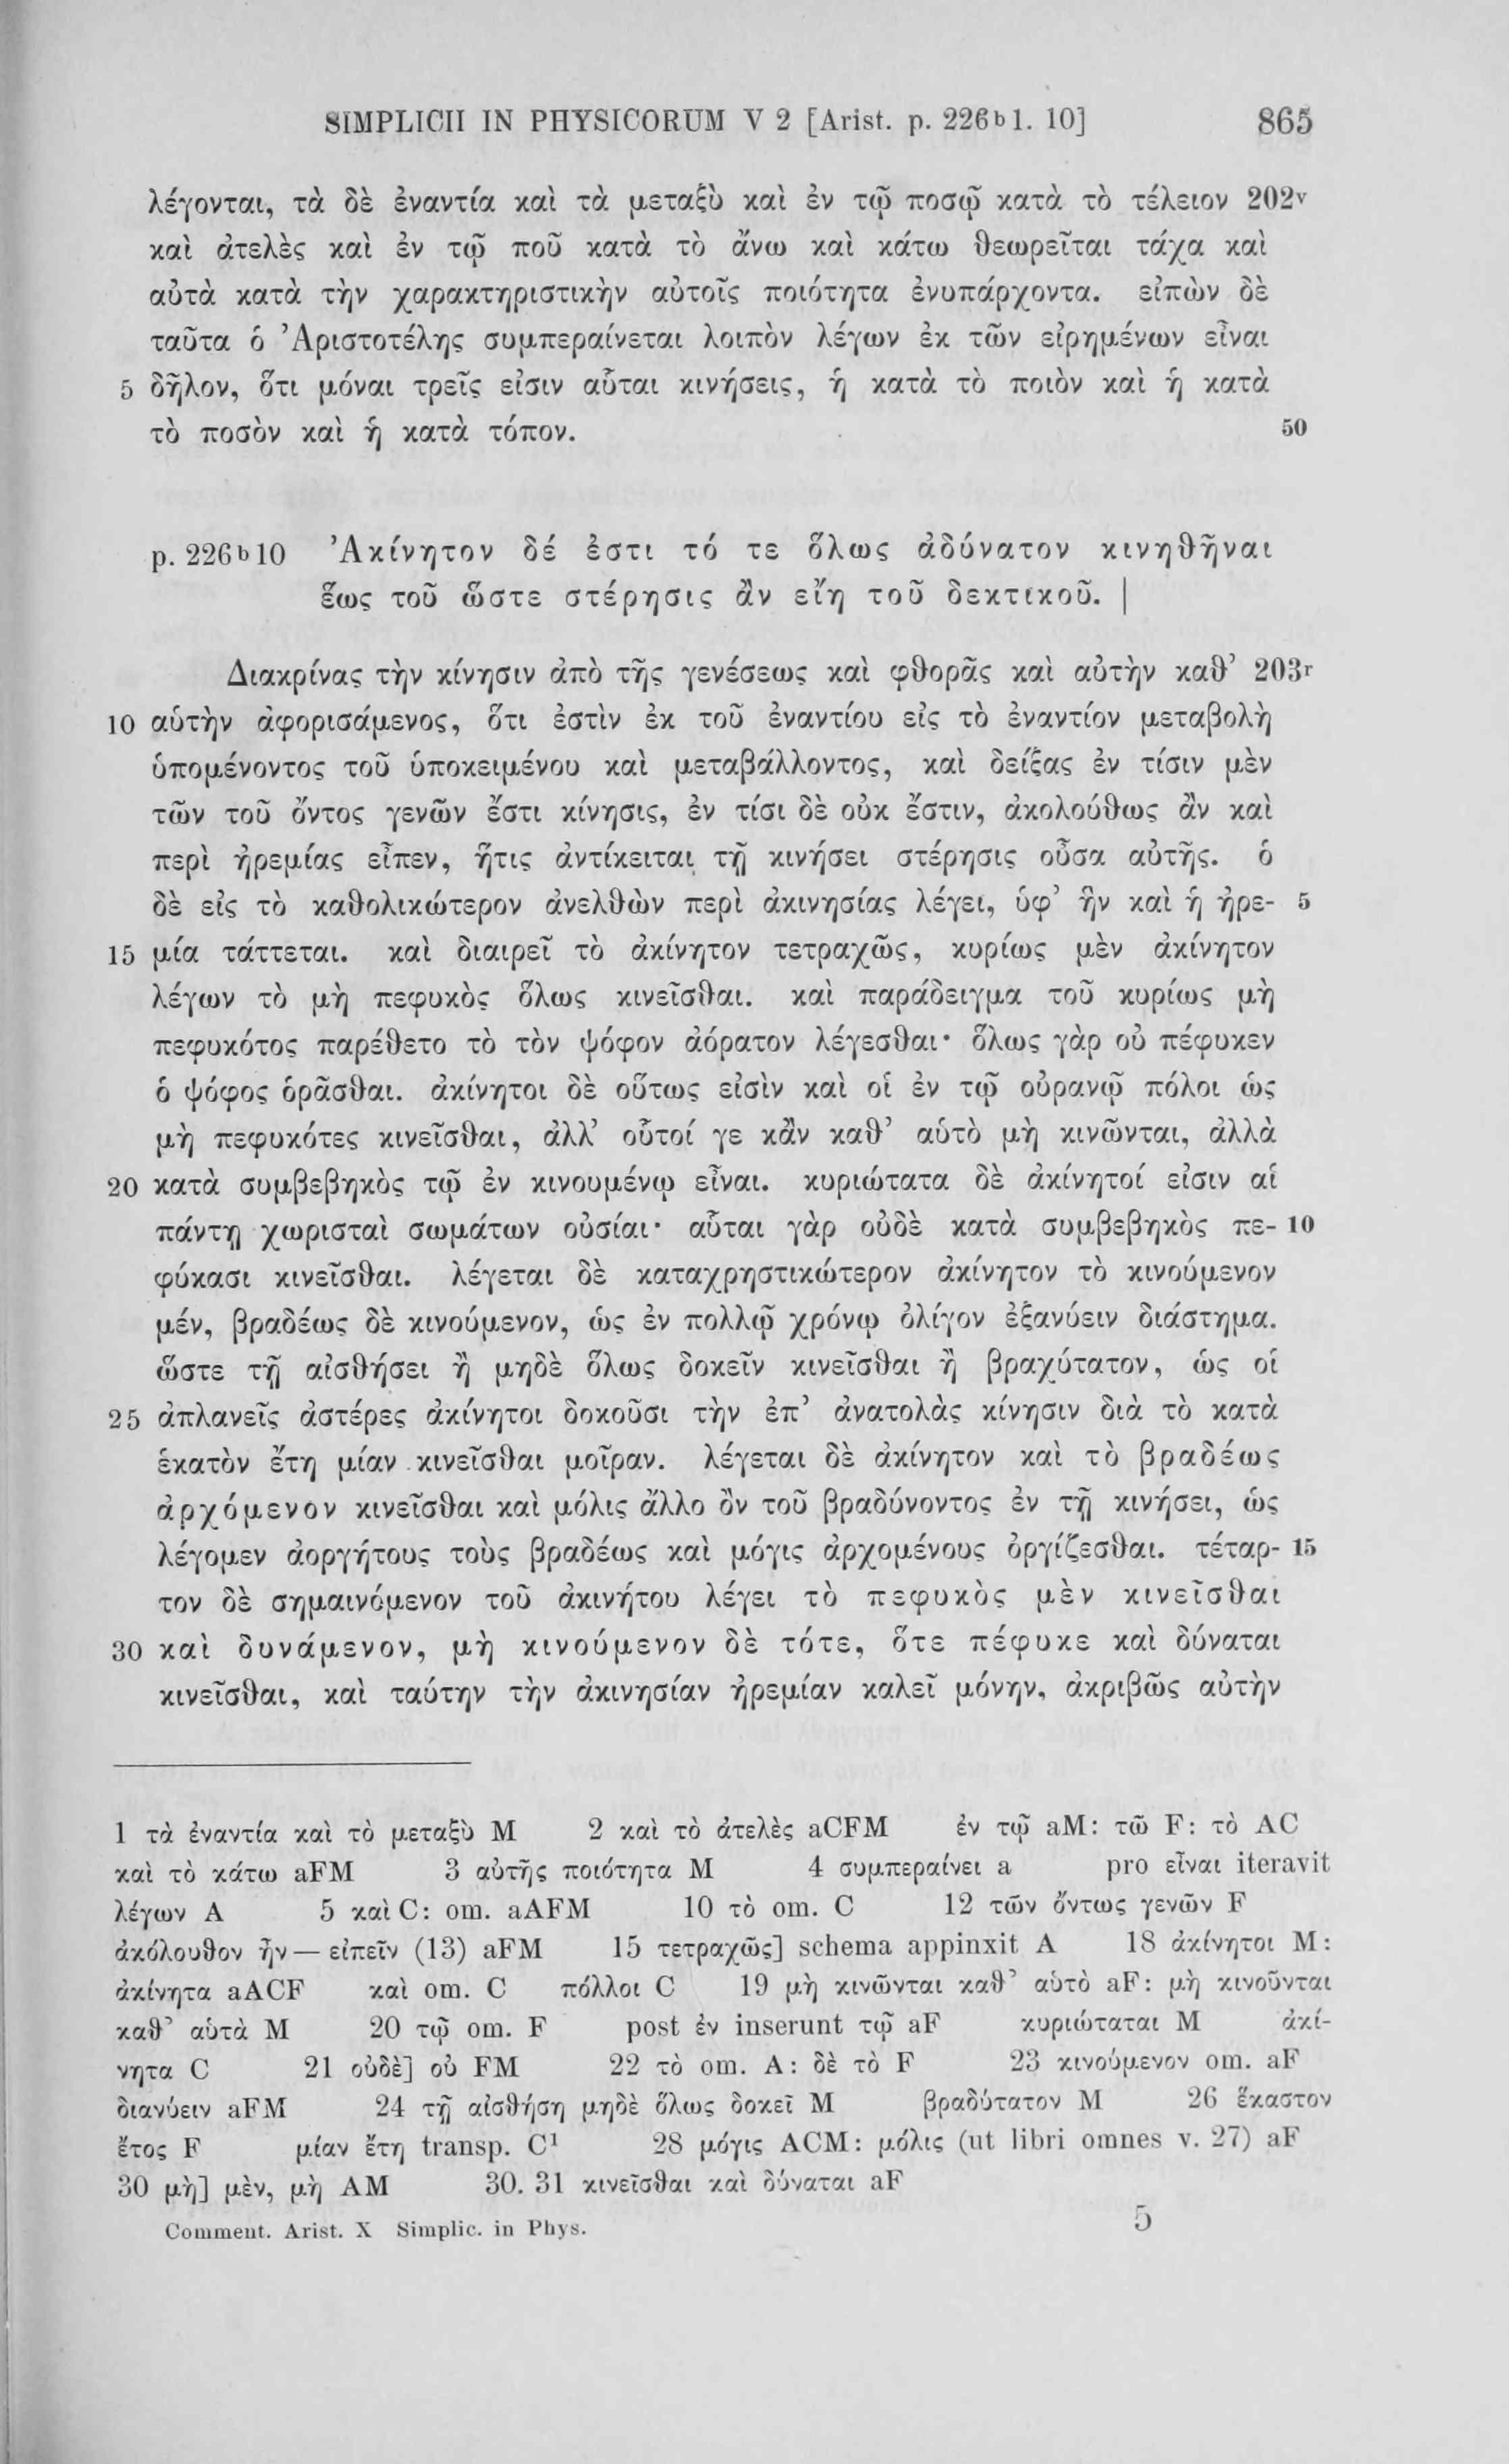 SIMPLICII IN PHYSICORUM V 2 [Arist. p. 226b1. 10] 865
λέγονται, τὰ δὲ ἐναντία καὶ τὰ μεταξὺ καὶ ἐν τῷ ποσῷ κατὰ τὸ τέλειον 202v
καὶ ἀτελὲς καὶ ἐν τῷ ποῦ κατὰ τὸ ἄνω καὶ κάτω θεωρεῖται τάχα καὶ
αὐτὰ κατὰ τὴν χαρακτηριστικὴν αὐτοῖς ποιότητα ἐνυπάρχοντα. εἰπὼν δὲ
ταῦτα ὁ Ἀριστοτέλης συμπεραίνεται λοιπὸν λέγων ἐκ τῶν εἰρημένων εἶναι
5 δῆλον, ὅτι μόναι τρεῖς εἰσιν αὗται κινήσεις, ἡ κατὰ τὸ ποιὸν καὶ ἡ κατὰ
τὸ ποσὸν καὶ ἡ κατὰ τόπον. 50
p. 226b10 Ἀκίνητον δέ ἐστι τό τε ὅλως ἀδύνατον κινηθῆναι
ἕως τοῦ ὥστε στέρησις ἂν εἴη τοῦ δεκτικοῦ. |
Διακρίνας τὴν κίνησιν ἀπὸ τῆς γενέσεως καὶ φθορᾶς καὶ αὐτὴν καθ’ 203r
10 αὑτὴν ἀφορισάμενος, ὅτι ἐστὶν ἐκ τοῦ ἐναντίου εἰς τὸ ἐναντίον μεταβολὴ
ὑπομένοντος τοῦ ὑποκειμένου καὶ μεταβάλλοντος, καὶ δείξας ἐν τίσιν μὲν
τῶν τοῦ ὄντος γενῶν ἔστι κίνησις, ἐν τίσι δὲ οὐκ ἔστιν, ἀκολούθως ἂν καὶ
περὶ ἠρεμίας εἶπεν, ἥτις ἀντίκειται τῇ κινήσει στέρησις οὖσα αὐτῆς. ὁ
δὲ εἰς τὸ καθολικώτερον ἀνελθὼν περὶ ἀκινησίας λέγει, ὑφ’ ἣν καὶ ἡ ἠρε- 5
15 μία τάττεται. καὶ διαιρεῖ τὸ ἀκίνητον τετραχῶς, κυρίως μὲν ἀκίνητον
λέγων τὸ μὴ πεφυκὸς ὅλως κινεῖσθαι. καὶ παράδειγμα τοῦ κυρίως μὴ
πεφυκότος παρέθετο τὸ τὸν ψόφον ἀόρατον λέγεσθαι· ὅλως γὰρ οὐ πέφυκεν
ὁ ψόφος ὁρᾶσθαι. ἀκίνητοι δὲ οὕτως εἰσὶν καὶ οἱ ἐν τῷ οὐρανῷ πόλοι ὡς
μὴ πεφυκότες κινεῖσθαι, ἀλλ’ οὗτοί γε κἂν καθ’ αὑτὸ μὴ κινῶνται, ἀλλὰ
20 κατὰ συμβεβηκὸς τῷ ἐν κινουμένῳ εἶναι. κυριώτατα δὲ ἀκίνητοί εἰσιν αἱ
πάντῃ χωρισταὶ σωμάτων οὐσίαι· αὗται γὰρ οὐδὲ κατὰ συμβεβηκὸς πε- 10
φύκασι κινεῖσθαι. λέγεται δὲ καταχρηστικώτερον ἀκίνητον τὸ κινούμενον
μέν, βραδέως δὲ κινούμενον, ὡς ἐν πολλῷ χρόνῳ ὀλίγον ἐξανύειν διάστημα.
ὥστε τῇ αἰσθήσει ἢ μηδὲ ὅλως δοκεῖν κινεῖσθαι ἢ βραχύτατον, ὡς οἱ
25 ἀπλανεῖς ἀστέρες ἀκίνητοι δοκοῦσι τὴν ἐπ’ ἀνατολὰς κίνησιν διὰ τὸ κατὰ
ἑκατὸν ἔτη μίαν κινεῖσθαι μοῖραν. λέγεται δὲ ἀκίνητον καὶ τὸ βραδέως
ἀρχόμενον κινεῖσθαι καὶ μόλις ἄλλο ὂν τοῦ βραδύνοντος ἐν τῇ κινήσει, ὡς
λέγομεν ἀοργήτους τοὺς βραδέως καὶ μόγις ἀρχομένους ὀργίζεσθαι. τέταρ- 15
τον δὲ σημαινόμενον τοῦ ἀκινήτου λέγει τὸ πεφυκὸς μὲν κινεῖσθαι
30 καὶ δυνάμενον, μὴ κινούμενον δὲ τότε, ὅτε πέφυκε καὶ δύναται
κινεῖσθαι, καὶ ταύτην τὴν ἀκινησίαν ἠρεμίαν καλεῖ μόνην, ἀκριβῶς αὐτὴν
1 τὰ ἐναντία καὶ τὸ μεταξὺ M 2 καὶ τὸ ἀτελὲς aCFM ἐν τῷ aM: τῶ F: τὸ AC
καὶ τὸ κάτω aFM 3 αὐτῆς ποιότητα M 4 συμπεραίνει a pro εἶναι iteravit
λέγων A 5 καὶ C: om. aAFM 10 τὸ om. C 12 τῶν ὄντως γενῶν F
ἀκόλουθον ἦν — εἰπεῖν (13) aFM 15 τετραχῶς] schema appinxit A 18 ἀκίνητοι M:
ἀκίνητα aACF καὶ om. C πόλλοι C 19 μὴ κινῶνται καθ’ αὑτὸ aF: μὴ κινοῦνται
καθ’ αὑτὰ M 20 τῷ om. F post ἐν inserunt τῷ aF κυριώταται M ἀκί-
νητα C 21 οὐδὲ] οὐ FM 22 τὸ om. A: δὲ τὸ F 23 κινούμενον om. aF
διανύειν aFM 24 τῇ αἰσθήση μηδὲ ὅλως δοκεῖ M βραδύτατον M 26 ἕκαστον
ἔτος F μίαν ἔτη transp. C1 28 μόγις ACM: μόλις (ut libri omnes v. 27) aF
30 μὴ] μὲν, μὴ AM 30. 31 κινεῖσθαι καὶ δύναται aF
Comment. Arist. X Simplic. in Phys. 5